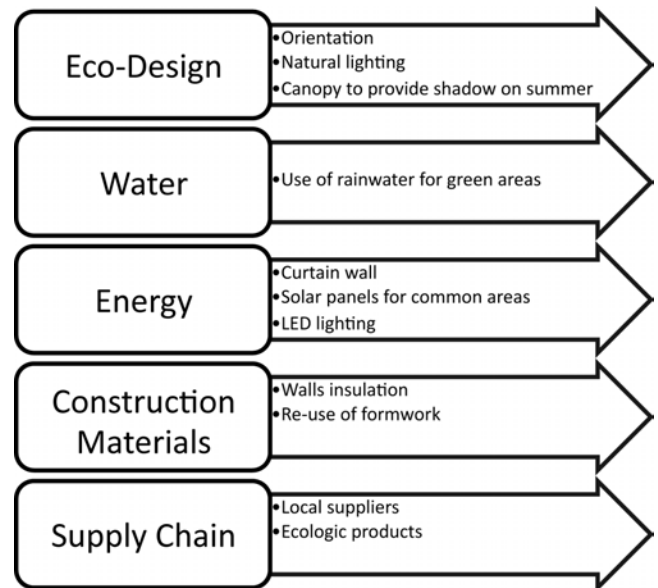 Eco-Design
•Orientation
•Natural lighting
•Canopy to provide shadow on summer
Water
•Use of rainwater for green areas
Energy
•Curtain wall
•Solar panels for common areas
•LED lighting
Construction
Materials
•Walls insulation
•Re-use of formwork
Supply Chain
•Local suppliers
•Ecologic products